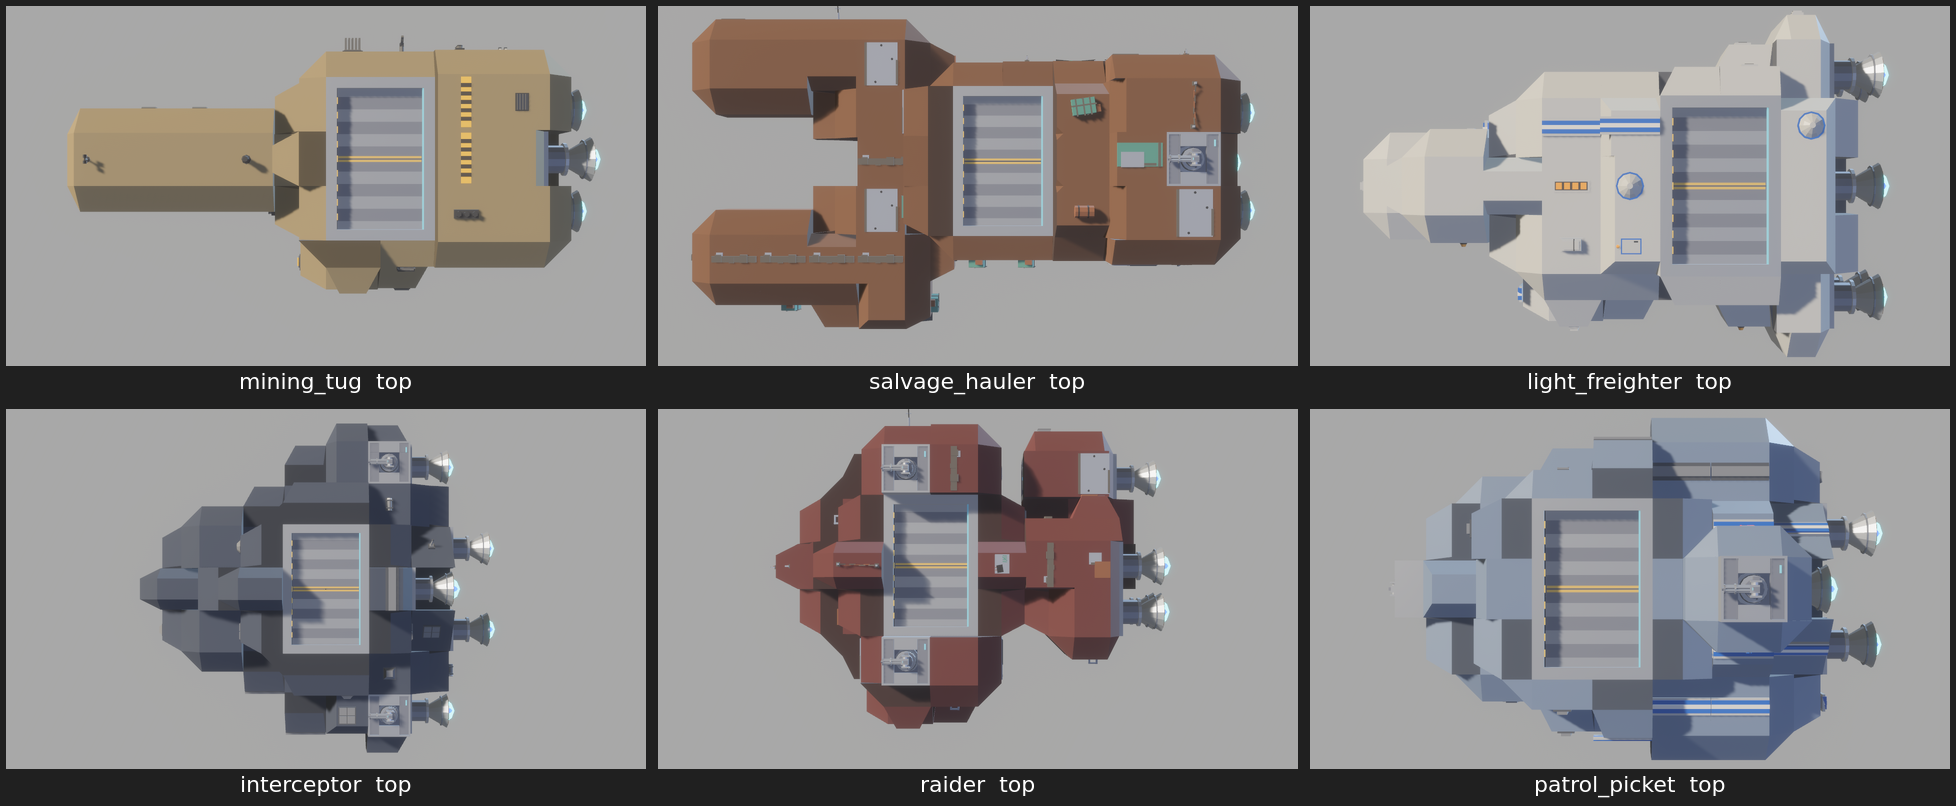 mining_tug top
salvage_hauler top
light_freighter top
interceptor top
raider top
patrol_picket top